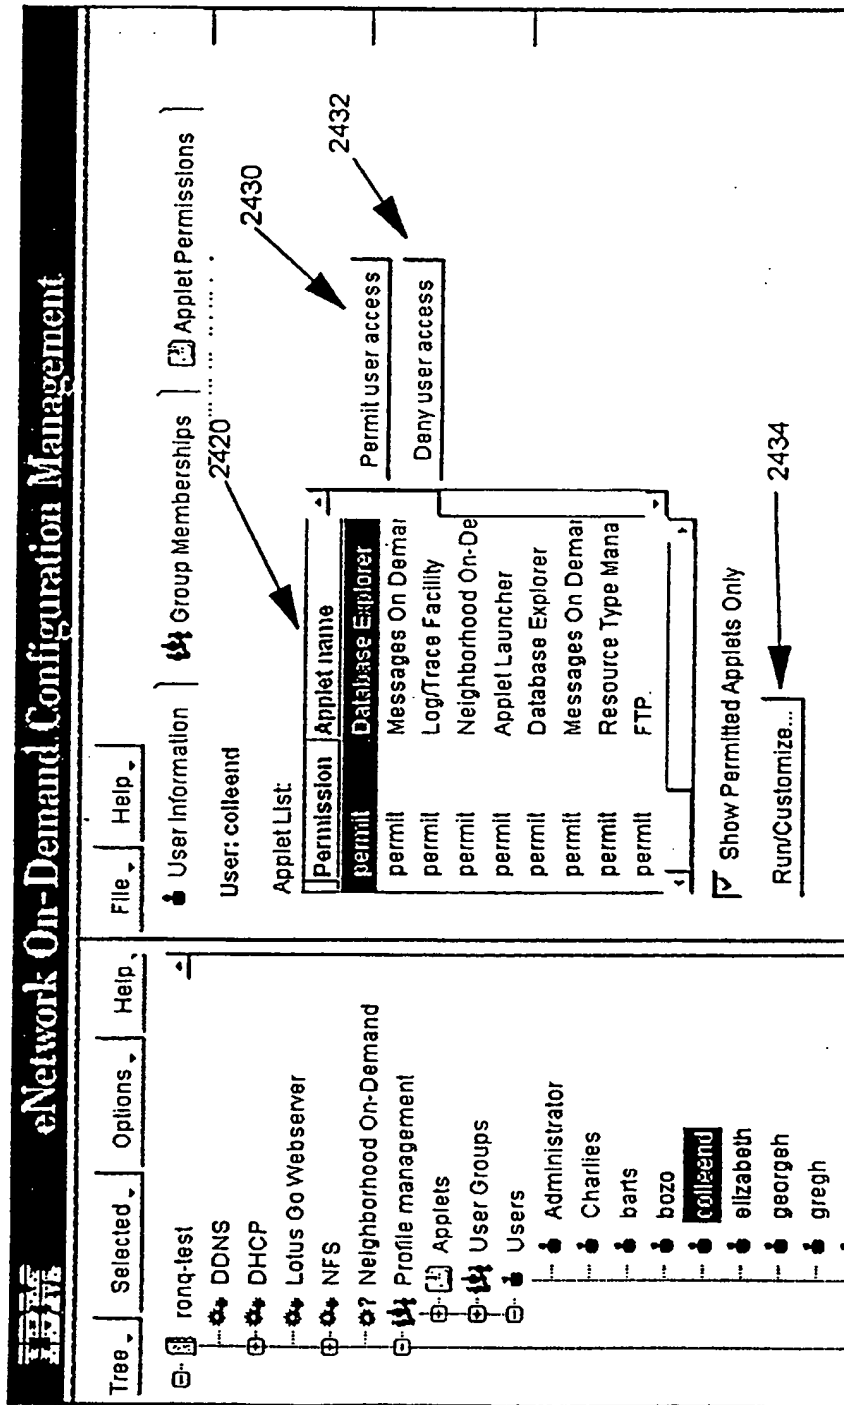 IBM eNetwork On-Demand Configuration Management
Tree Selected Options Help
ronq-test
DDNS
DHCP
Lotus Go Webserver
NFS
? Neighborhood On-Demand
Profile management
Applets
User Groups
Users
Administrator
Charlies
barts
bozo
colleend
elizabeth
georgeh
gregh
File Help
User Information
Group Memberships
Applet Permissions
User: colleend
2420
2430
2432
Applet List:
Permission Applet name
permit Database Explorer
permit Messages On Demar
permit Log/Trace Facility
permit Neighborhood On-De
permit Applet Launcher
permit Database Explorer
permit Messages On Demar
permit Resource Type Mana
permit FTP.
Permit user access
Deny user access
Show Permitted Applets Only
Run/Customize...
2434